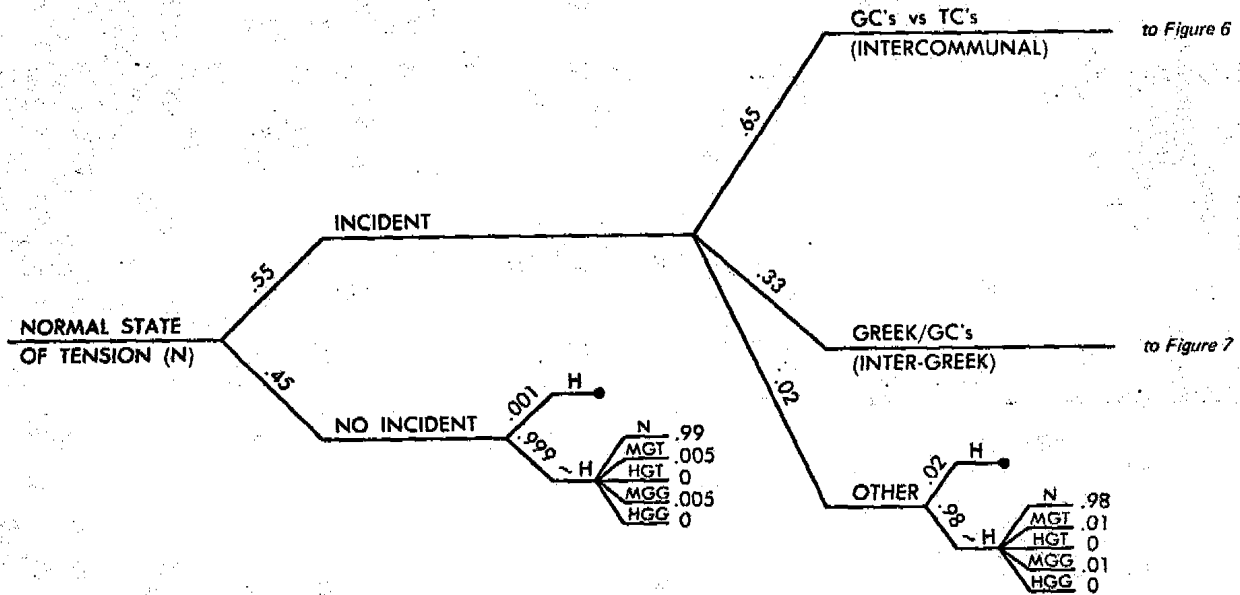 GC's vs TC's
(INTERCOMMUNAL)
to Figure 6
.65
INCIDENT
.55
.33
NORMAL STATE
OF TENSION (N)
GREEK/GC's
(INTER-GREEK)
to Figure 7
.45
.02
.001
H
NO INCIDENT
.999
~ H
N .99
MGT .005
HGT 0
MGG .005
HGG 0
OTHER
.02
H
.98
~ H
N .98
MGT .01
HGT 0
MGG .01
HGG 0